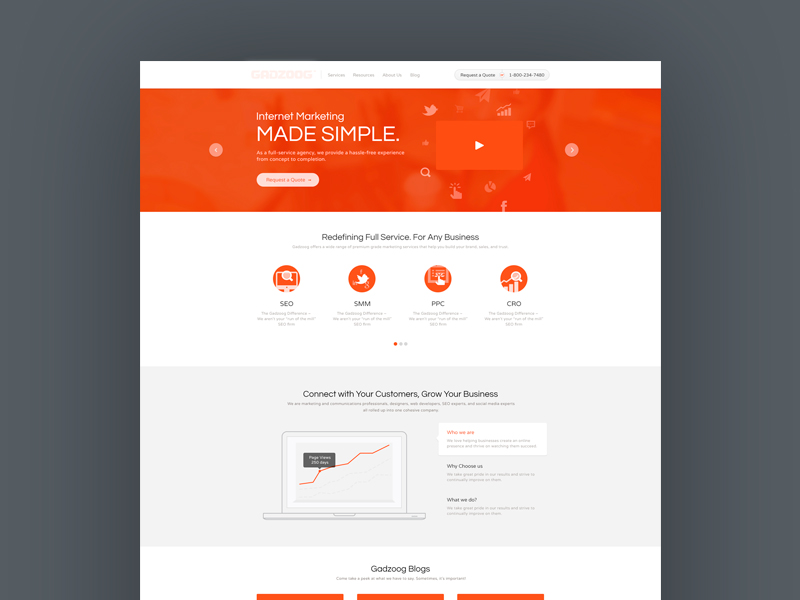 GADZOOG
Services Resources About Us Blog
Request a Quote or 1-800-234-7480
Internet Marketing
MADE SIMPLE.
As a full-service agency, we provide a hassle-free experience
from concept to completion.
Request a Quote →
Redefining Full Service. For Any Business
Gadzoog offers a wide range of premium grade marketing services that help you build your brand, sales, and trust.
SEO
The Gadzoog Difference –
We aren't your "run of the mill"
SEO firm
SMM
The Gadzoog Difference –
We aren't your "run of the mill"
SEO firm
PPC
The Gadzoog Difference –
We aren't your "run of the mill"
SEO firm
CRO
The Gadzoog Difference –
We aren't your "run of the mill"
SEO firm
Connect with Your Customers, Grow Your Business
We are marketing and communications professionals, designers, web developers, SEO experts, and social media experts
all rolled up into one cohesive company.
Page Views
350 days
Who we are
We love helping businesses create an online
presence and thrive on watching them succeed.
Why Choose us
We take great pride in our results and strive to
continually improve on them.
What we do?
We take great pride in our results and strive to
continually improve on them.
Gadzoog Blogs
Come take a peek at what we have to say. Sometimes, it's important!